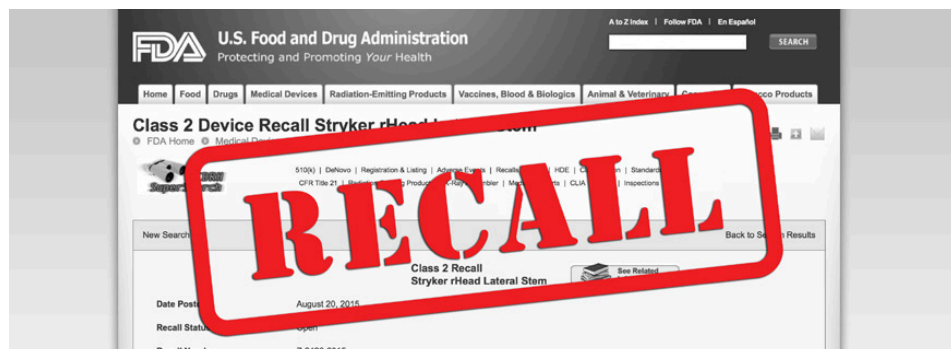 A to Z Index | Follow FDA | En Español
FDA U.S. Food and Drug Administration
Protecting and Promoting Your Health
SEARCH
Home Food Drugs Medical Devices Radiation-Emitting Products Vaccines, Blood & Biologics Animal & Veterinary Products
Class 2 Device Recall Stryker rHead Lateral Stem
FDA Home
510(k) | DeNovo | Registration & Listing | Adverse Events | Recalls | HDE | Standards
CFR Title 21 | | Inspections
SuperSearch
RECALL
New Search
Back to Search Results
Class 2 Recall
Stryker rHead Lateral Stem
See Related
Date Posted
August 20, 2015
Recall Status
Open